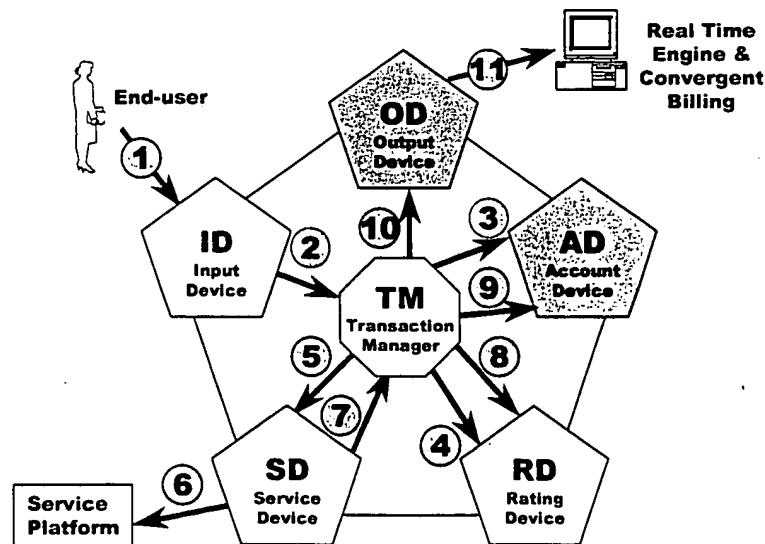 Real Time
Engine &
Convergent
Billing
11
End-user
OD
Output
Device
1
10
3
ID
Input
Device
2
AD
Account
Device
9
TM
Transaction
Manager
5
8
7
4
SD
Service
Device
RD
Rating
Device
6
Service
Platform